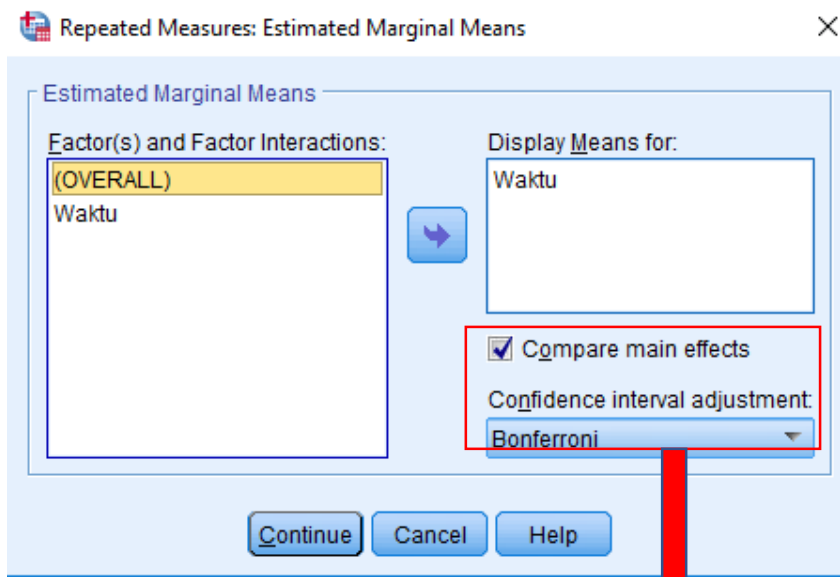 Repeated Measures: Estimated Marginal Means
Estimated Marginal Means
Factor(s) and Factor Interactions:
(OVERALL)
Waktu
Display Means for:
Waktu
Compare main effects
Confidence interval adjustment:
Bonferroni
Continue Cancel Help